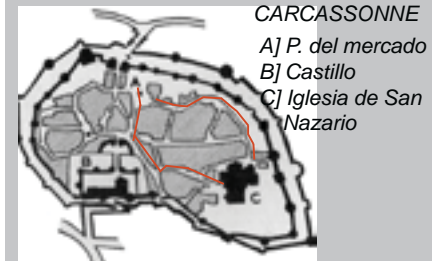 CARCASSONNE
A] P. del mercado
B] Castillo
C] Iglesia de San
Nazario
A
B
C